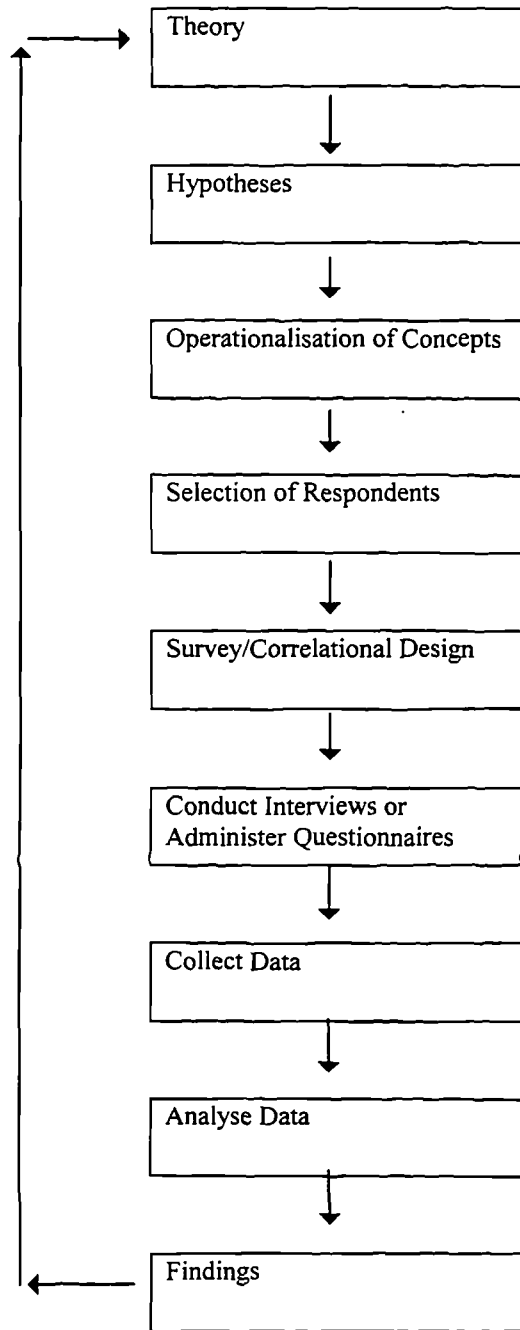 Theory
Hypotheses
Operationalisation of Concepts
Selection of Respondents
Survey/Correlational Design
Conduct Interviews or
Administer Questionnaires
Collect Data
Analyse Data
Findings